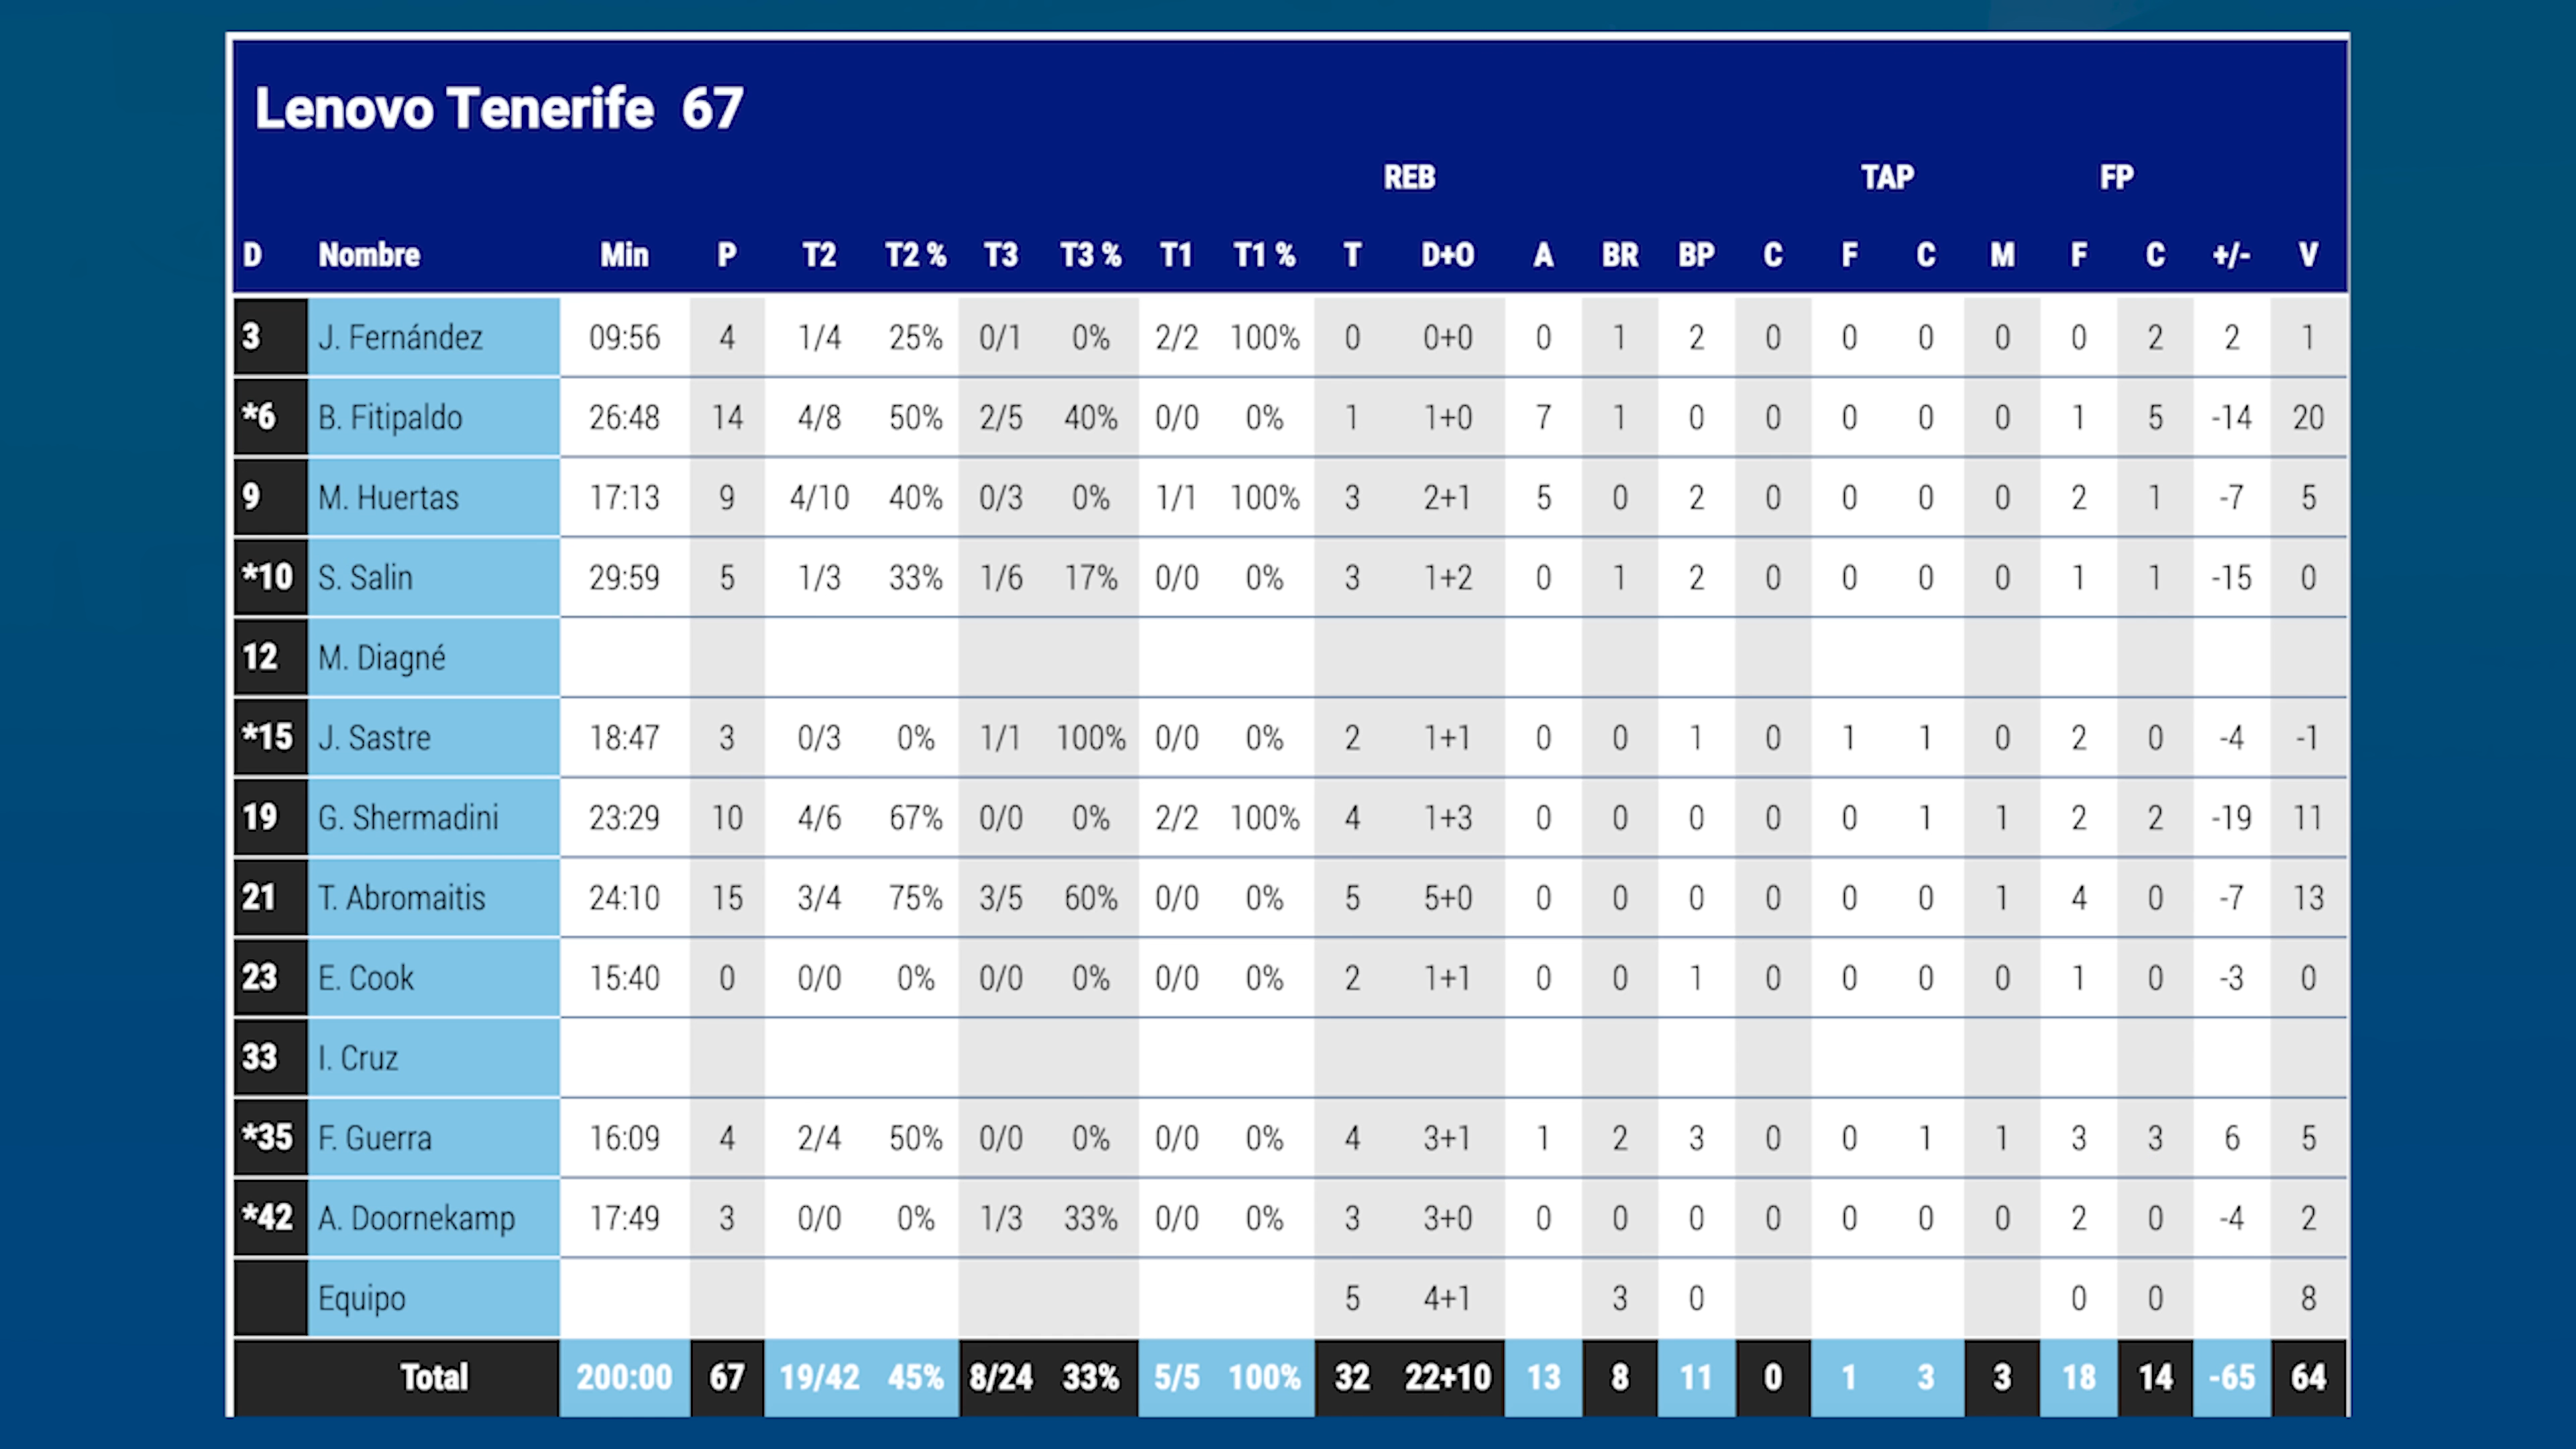 Lenovo Tenerife 67
REB TAP FP
D Nombre Min P T2 T2 % T3 T3 % T1 T1 % T D+O A BR BP C F C M F C +/- V
3 J. Fernández 09:56 4 1/4 25% 0/1 0% 2/2 100% 0 0+0 0 1 2 0 0 0 0 0 2 2 1
*6 B. Fitipaldo 26:48 14 4/8 50% 2/5 40% 0/0 0% 1 1+0 7 1 0 0 0 0 0 1 5 -14 20
9 M. Huertas 17:13 9 4/10 40% 0/3 0% 1/1 100% 3 2+1 5 0 2 0 0 0 0 2 1 -7 5
*10 S. Salin 29:59 5 1/3 33% 1/6 17% 0/0 0% 3 1+2 0 1 2 0 0 0 0 1 1 -15 0
12 M. Diagné
*15 J. Sastre 18:47 3 0/3 0% 1/1 100% 0/0 0% 2 1+1 0 0 1 0 1 1 0 2 0 -4 -1
19 G. Shermadini 23:29 10 4/6 67% 0/0 0% 2/2 100% 4 1+3 0 0 0 0 0 1 1 2 2 -19 11
21 T. Abromaitis 24:10 15 3/4 75% 3/5 60% 0/0 0% 5 5+0 0 0 0 0 0 0 1 4 0 -7 13
23 E. Cook 15:40 0 0/0 0% 0/0 0% 0/0 0% 2 1+1 0 0 1 0 0 0 0 1 0 -3 0
33 I. Cruz
*35 F. Guerra 16:09 4 2/4 50% 0/0 0% 0/0 0% 4 3+1 1 2 3 0 0 1 1 3 3 6 5
*42 A. Doornekamp 17:49 3 0/0 0% 1/3 33% 0/0 0% 3 3+0 0 0 0 0 0 0 0 2 0 -4 2
Equipo 5 4+1 3 0 0 0 8
Total 200:00 67 19/42 45% 8/24 33% 5/5 100% 32 22+10 13 8 11 0 1 3 3 18 14 -65 64